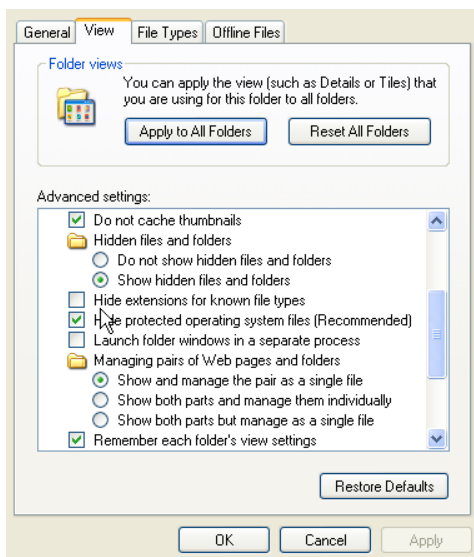 General View File Types Offline Files
Folder views
You can apply the view (such as Details or Tiles) that
you are using for this folder to all folders.
Apply to All Folders Reset All Folders
Advanced settings:
Do not cache thumbnails
Hidden files and folders
Do not show hidden files and folders
Show hidden files and folders
Hide extensions for known file types
Hide protected operating system files (Recommended)
Launch folder windows in a separate process
Managing pairs of Web pages and folders
Show and manage the pair as a single file
Show both parts and manage them individually
Show both parts but manage as a single file
Remember each folder's view settings
Restore Defaults
OK Cancel Apply